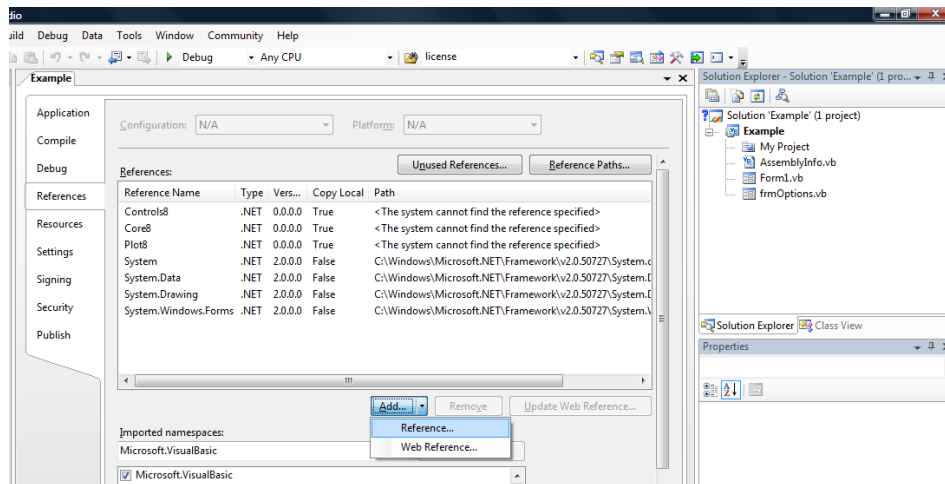 dio
uild Debug Data Tools Window Community Help
Debug Any CPU license
Example
Solution Explorer - Solution 'Example' (1 pro...
Application
Compile
Debug
References
Resources
Settings
Signing
Security
Publish
Configuration: N/A Platform: N/A
Unused References... Reference Paths...
References:
Reference Name Type Vers... Copy Local Path
Controls8 .NET 0.0.0.0 True <The system cannot find the reference specified>
Core8 .NET 0.0.0.0 True <The system cannot find the reference specified>
Plot8 .NET 0.0.0.0 True <The system cannot find the reference specified>
System .NET 2.0.0.0 False C:\Windows\Microsoft.NET\Framework\v2.0.50727\System.d
System.Data .NET 2.0.0.0 False C:\Windows\Microsoft.NET\Framework\v2.0.50727\System.D
System.Drawing .NET 2.0.0.0 False C:\Windows\Microsoft.NET\Framework\v2.0.50727\System.D
System.Windows.Forms .NET 2.0.0.0 False C:\Windows\Microsoft.NET\Framework\v2.0.50727\System.W
Add... Remove Update Web Reference...
Reference...
Web Reference...
Imported namespaces:
Microsoft.VisualBasic
Microsoft.VisualBasic
Solution 'Example' (1 project)
Example
My Project
AssemblyInfo.vb
Form1.vb
frmOptions.vb
Solution Explorer Class View
Properties